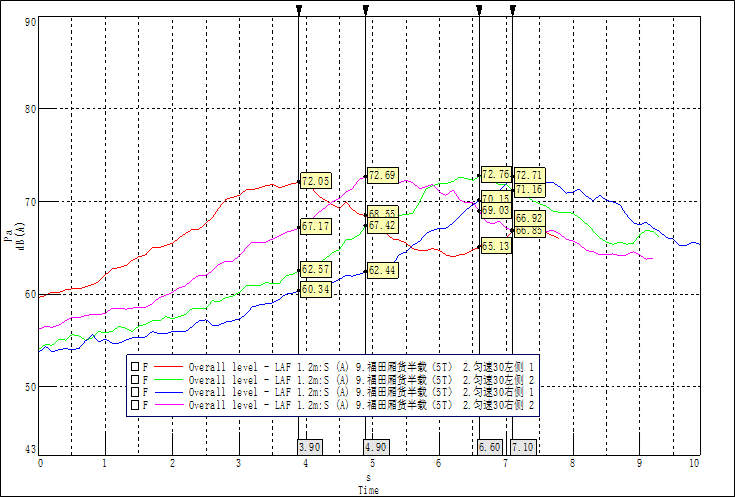 90
80
70
60
50
43
Pa
dB(A)
72.05
67.17
62.57
60.34
72.69
68.55
67.42
62.44
72.76
70.15
69.03
65.13
72.71
71.16
66.92
66.85
F Overall level - LAF 1.2m:S (A) 9.福田厢货半载(5T) 2.匀速30左侧 1
F Overall level - LAF 1.2m:S (A) 9.福田厢货半载(5T) 2.匀速30左侧 2
F Overall level - LAF 1.2m:S (A) 9.福田厢货半载(5T) 2.匀速30右侧 1
F Overall level - LAF 1.2m:S (A) 9.福田厢货半载(5T) 2.匀速30右侧 2
3.90 4.90 6.60 7.10
0 1 2 3 4 5 6 7 8 9 10
s
Time